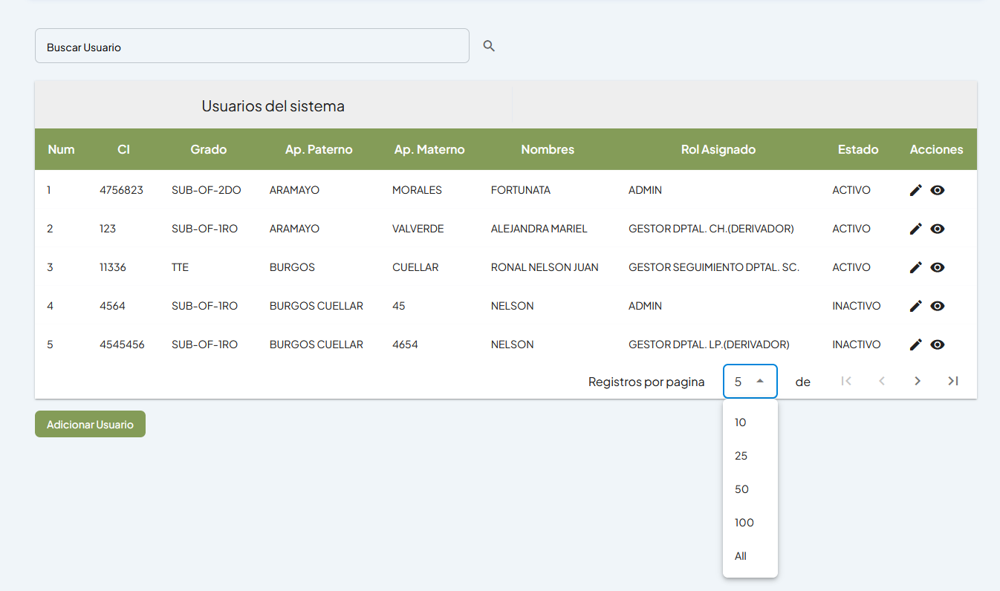 Buscar Usuario
Usuarios del sistema
Num CI Grado Ap. Paterno Ap. Materno Nombres Rol Asignado Estado Acciones
1 4756823 SUB-OF-2DO ARAMAYO MORALES FORTUNATA ADMIN ACTIVO
2 123 SUB-OF-1RO ARAMAYO VALVERDE ALEJANDRA MARIEL GESTOR DPTAL. CH.(DERIVADOR) ACTIVO
3 11336 TTE BURGOS CUELLAR RONAL NELSON JUAN GESTOR SEGUIMIENTO DPTAL. SC. ACTIVO
4 4564 SUB-OF-1RO BURGOS CUELLAR 45 NELSON ADMIN INACTIVO
5 4545456 SUB-OF-1RO BURGOS CUELLAR 4654 NELSON GESTOR DPTAL. LP.(DERIVADOR) INACTIVO
Registros por pagina 5 de
Adicionar Usuario
10
25
50
100
All